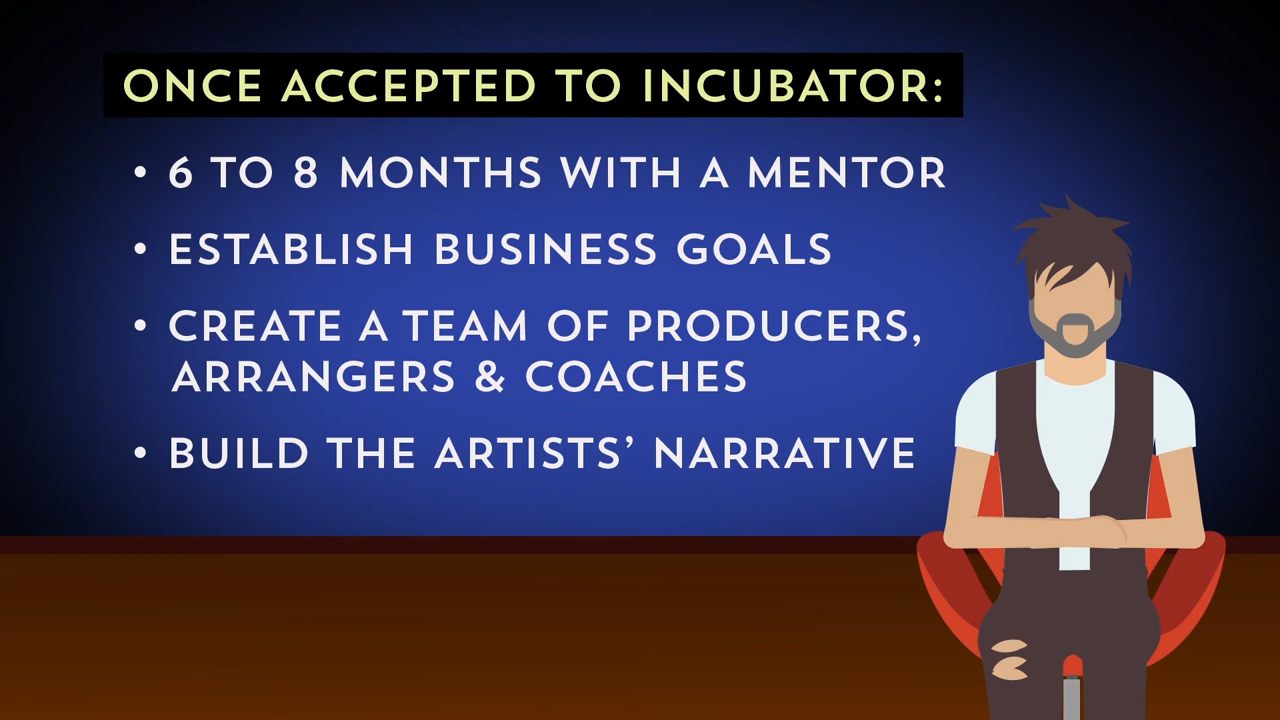 ONCE ACCEPTED TO INCUBATOR:
• 6 TO 8 MONTHS WITH A MENTOR
• ESTABLISH BUSINESS GOALS
• CREATE A TEAM OF PRODUCERS,
ARRANGERS & COACHES
• BUILD THE ARTISTS’ NARRATIVE